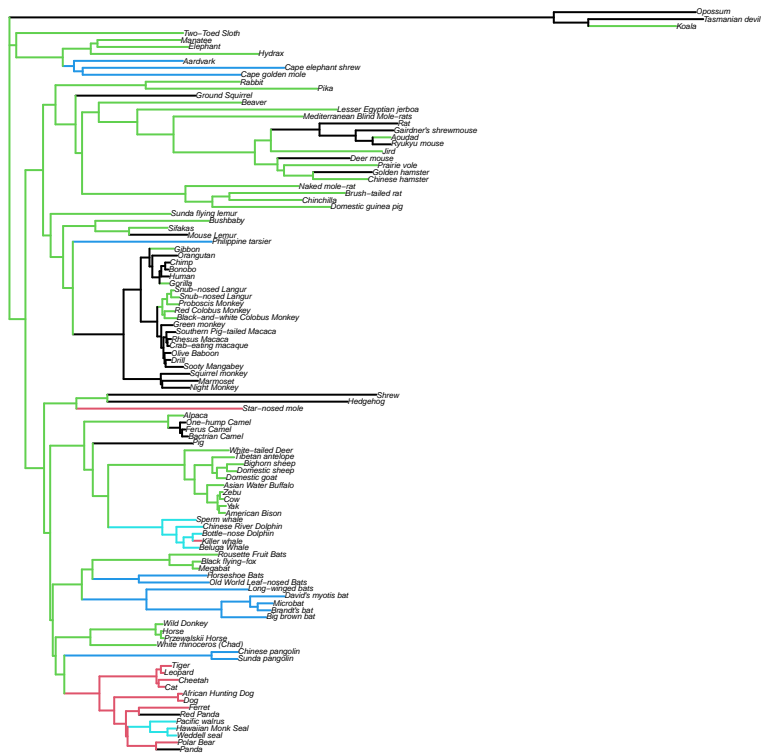 Opossum
Tasmanian devil
Koala
Two-Toed Sloth
Manatee
Elephant
Hydrax
Aardvark
Cape elephant shrew
Cape golden mole
Rabbit
Pika
Ground Squirrel
Beaver
Lesser Egyptian jerboa
Mediterranean Blind Mole-rats
Rat
Gairdner's shrewmouse
Aoudad
Ryukyu mouse
Jird
Deer mouse
Prairie vole
Golden hamster
Chinese hamster
Naked mole-rat
Brush-tailed rat
Chinchilla
Domestic guinea pig
Sunda flying lemur
Bushbaby
Sifakas
Mouse Lemur
Philippine tarsier
Gibbon
Orangutan
Chimp
Bonobo
Human
Gorilla
Snub-nosed Langur
Snub-nosed Langur
Proboscis Monkey
Red Colobus Monkey
Black-and-white Colobus Monkey
Green monkey
Southern Pig-tailed Macaca
Rhesus Macaca
Crab-eating macaque
Olive Baboon
Drill
Sooty Mangabey
Squirrel monkey
Marmoset
Night Monkey
Shrew
Hedgehog
Star-nosed mole
Alpaca
One-hump Camel
Ferus Camel
Bactrian Camel
Pig
White-tailed Deer
Tibetan antelope
Bighorn sheep
Domestic sheep
Domestic goat
Asian Water Buffalo
Zebu
Cow
Yak
American Bison
Sperm whale
Chinese River Dolphin
Bottle-nose Dolphin
Killer whale
Beluga Whale
Rousette Fruit Bats
Black flying-fox
Megabat
Horseshoe Bats
Old World Leaf-nosed Bats
Long-winged bats
David's myotis bat
Microbat
Brandt's bat
Big brown bat
Wild Donkey
Horse
Przewalskii Horse
White rhinoceros (Chad)
Chinese pangolin
Sunda pangolin
Tiger
Leopard
Cheetah
Cat
African Hunting Dog
Dog
Ferret
Red Panda
Pacific walrus
Hawaiian Monk Seal
Weddell seal
Polar Bear
Panda